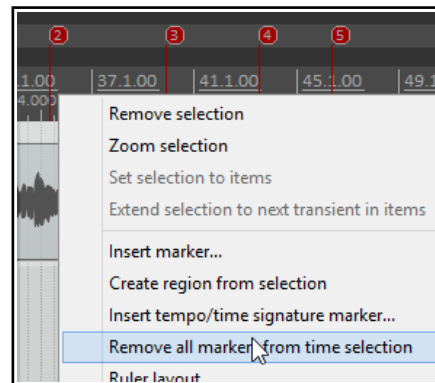 2 3 4 5
1.00 37.1.00 41.1.00 45.1.00 49.1
4.000
Remove selection
Zoom selection
Set selection to items
Extend selection to next transient in items
Insert marker...
Create region from selection
Insert tempo/time signature marker...
Remove all markers from time selection
Ruler layout